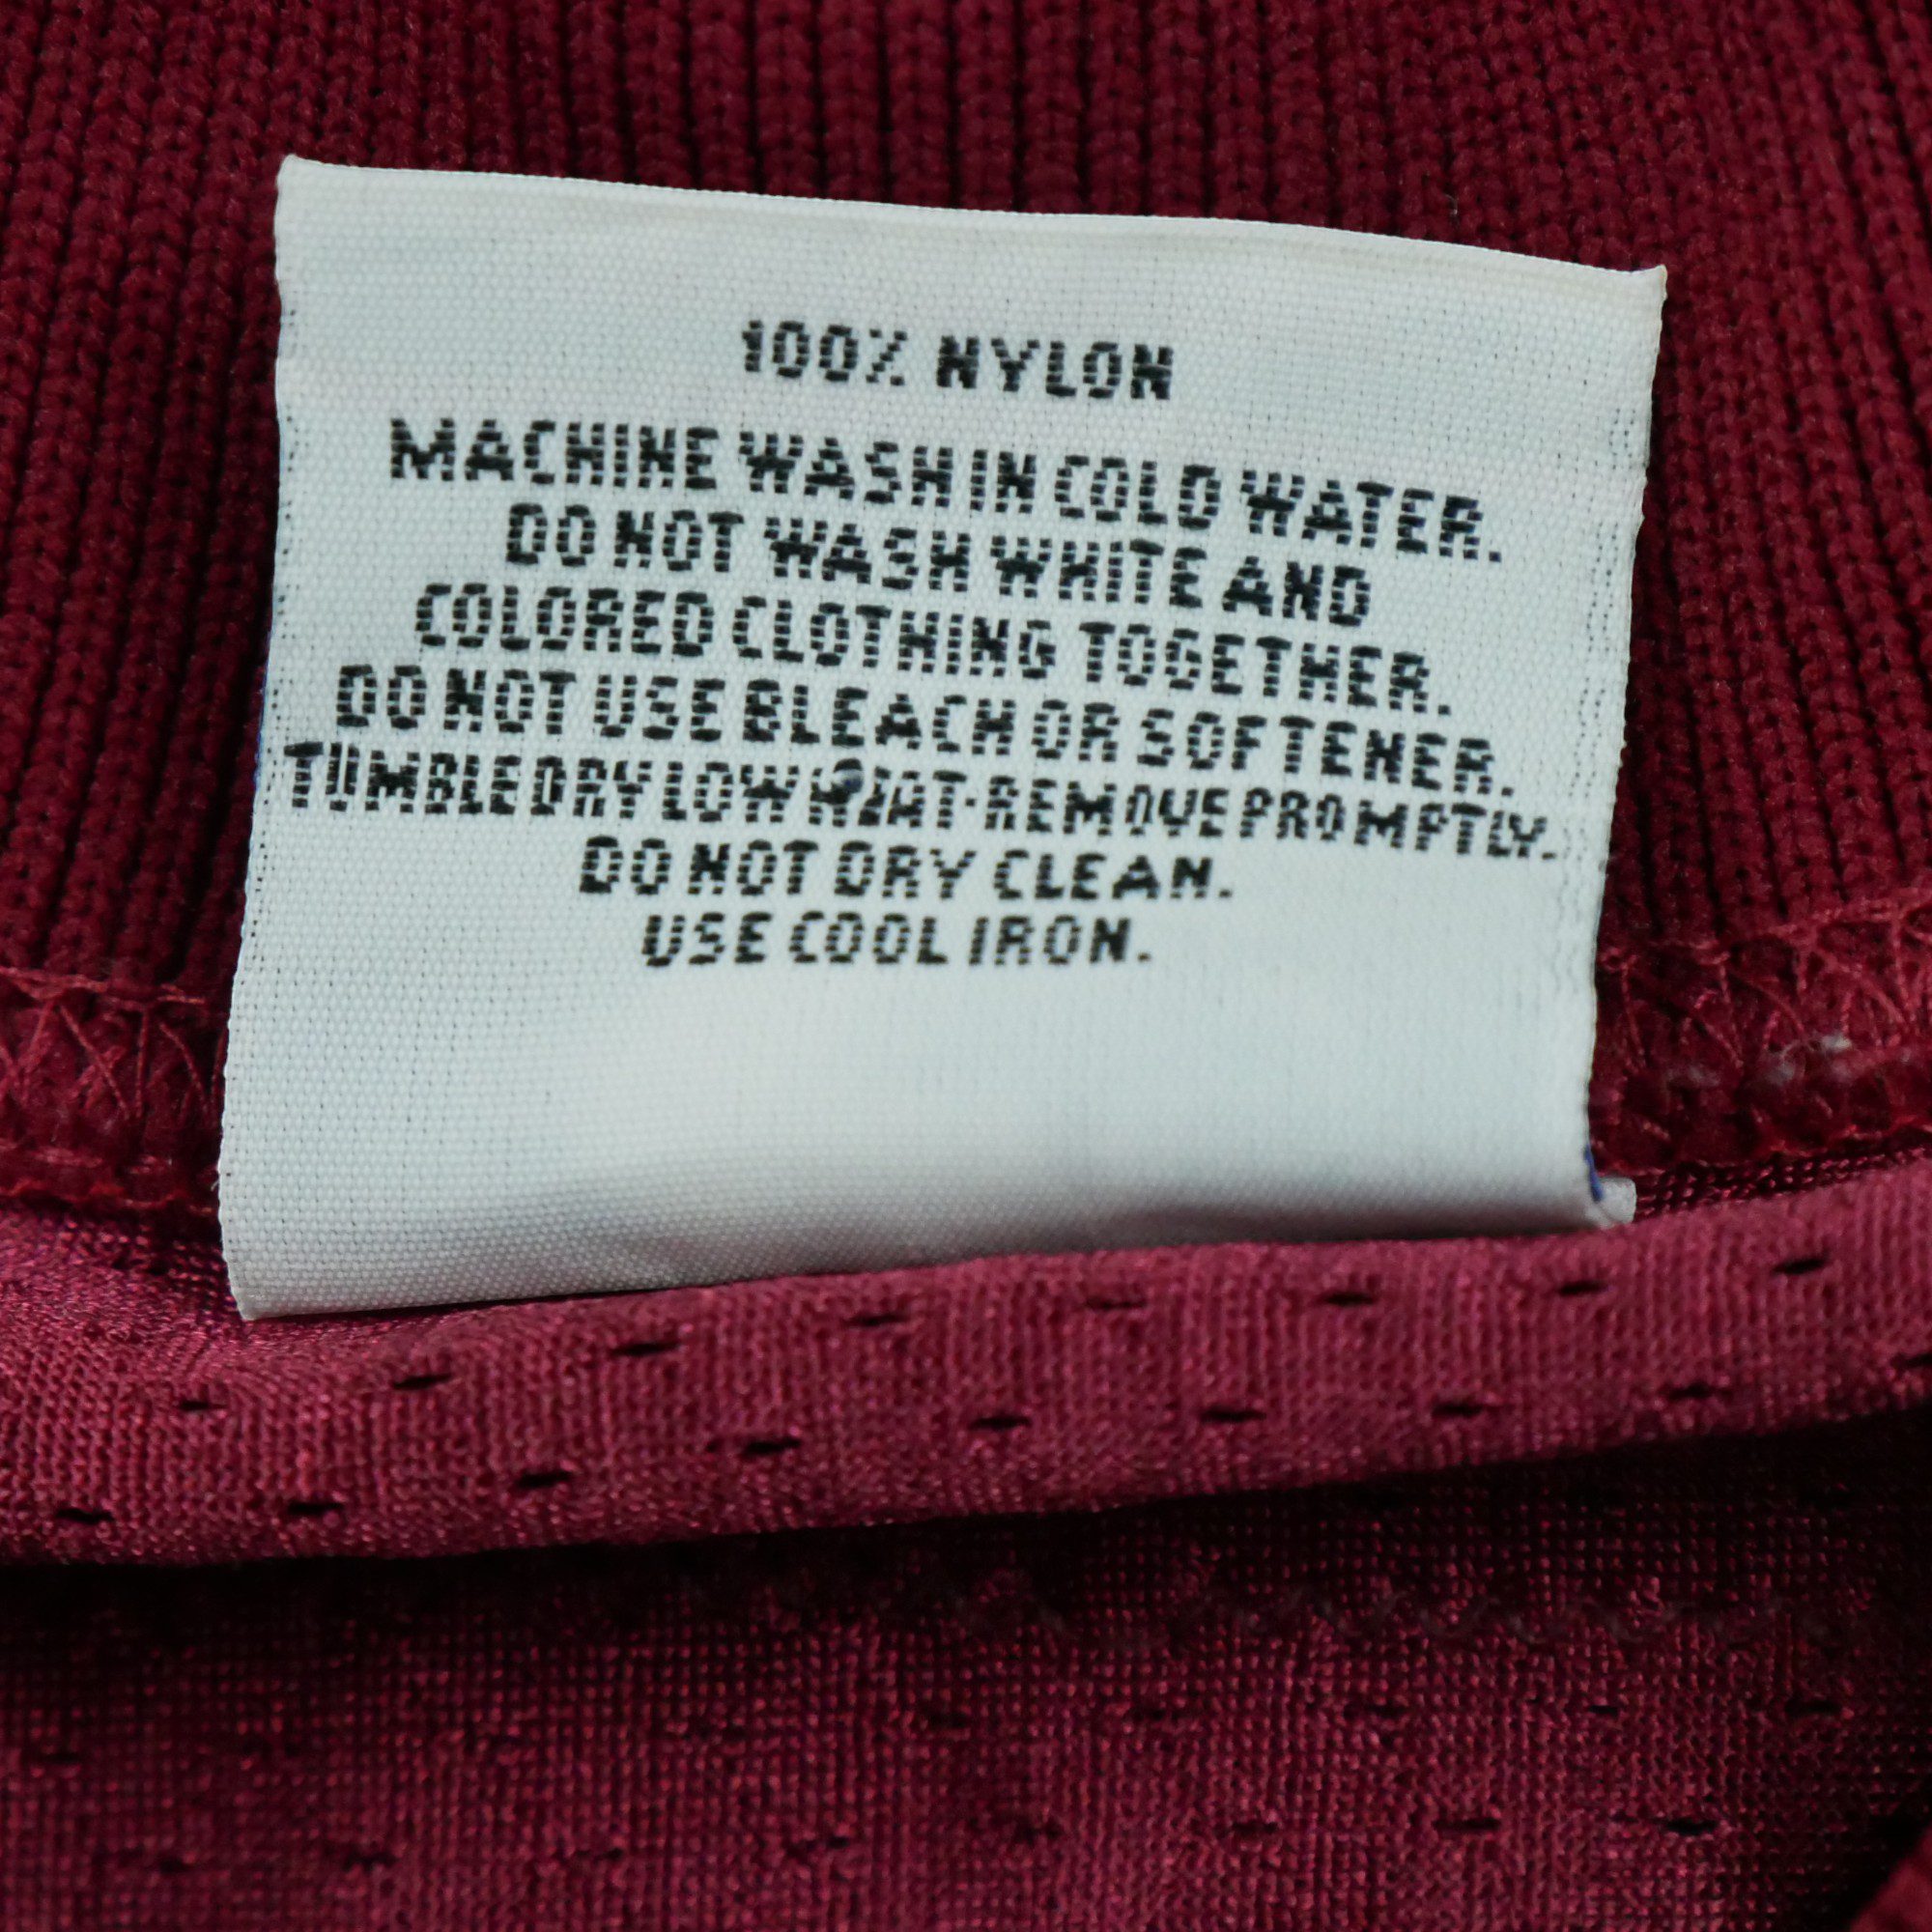 100% NYLON
MACHINE WASH IN COLD WATER.
DO NOT WASH WHITE AND
COLORED CLOTHING TOGETHER.
DO NOT USE BLEACH OR SOFTENER.
TUMBLE DRY LOW HEAT-REMOVE PROMPTLY.
DO NOT DRY CLEAN.
USE COOL IRON.